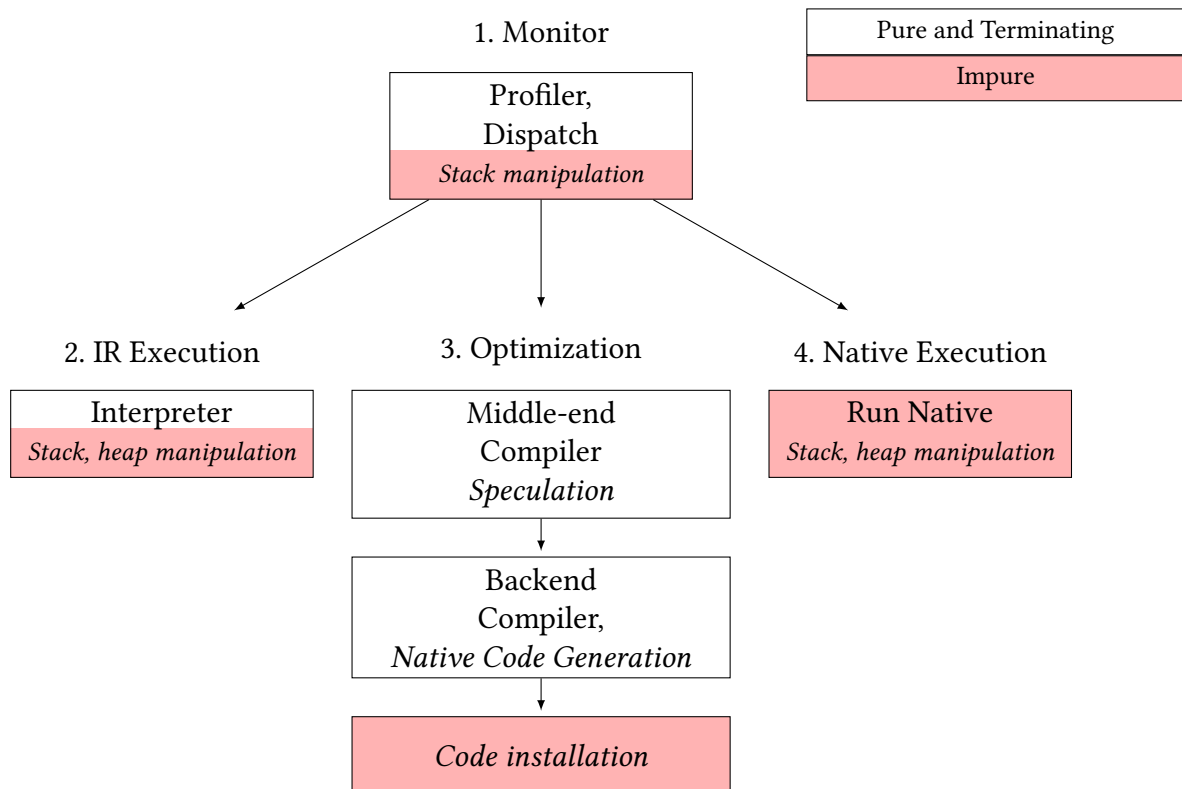 1. Monitor
Pure and Terminating
Impure
Profiler,
Dispatch
Stack manipulation
2. IR Execution
Interpreter
Stack, heap manipulation
3. Optimization
Middle-end
Compiler
Speculation
Backend
Compiler,
Native Code Generation
Code installation
4. Native Execution
Run Native
Stack, heap manipulation